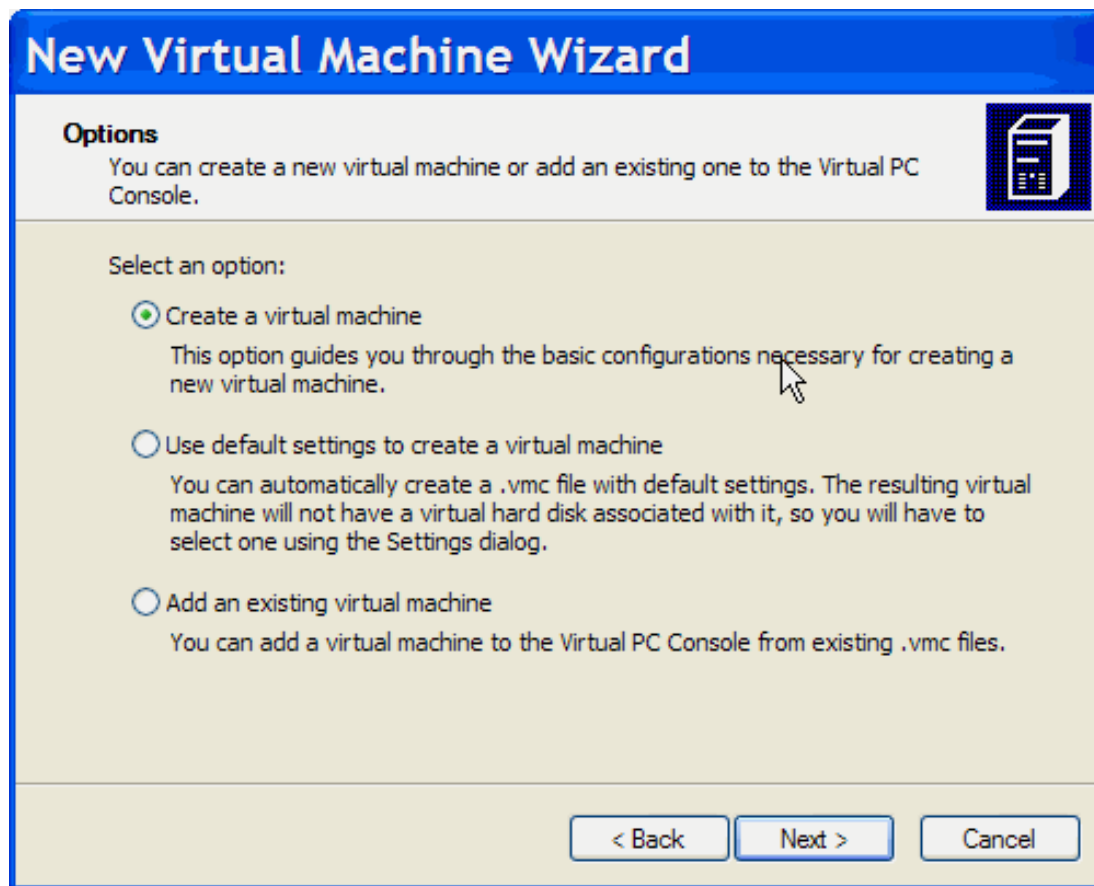 New Virtual Machine Wizard
Options
You can create a new virtual machine or add an existing one to the Virtual PC
Console.
Select an option:
Create a virtual machine
This option guides you through the basic configurations necessary for creating a
new virtual machine.
Use default settings to create a virtual machine
You can automatically create a .vmc file with default settings. The resulting virtual
machine will not have a virtual hard disk associated with it, so you will have to
select one using the Settings dialog.
Add an existing virtual machine
You can add a virtual machine to the Virtual PC Console from existing .vmc files.
< Back Next > Cancel